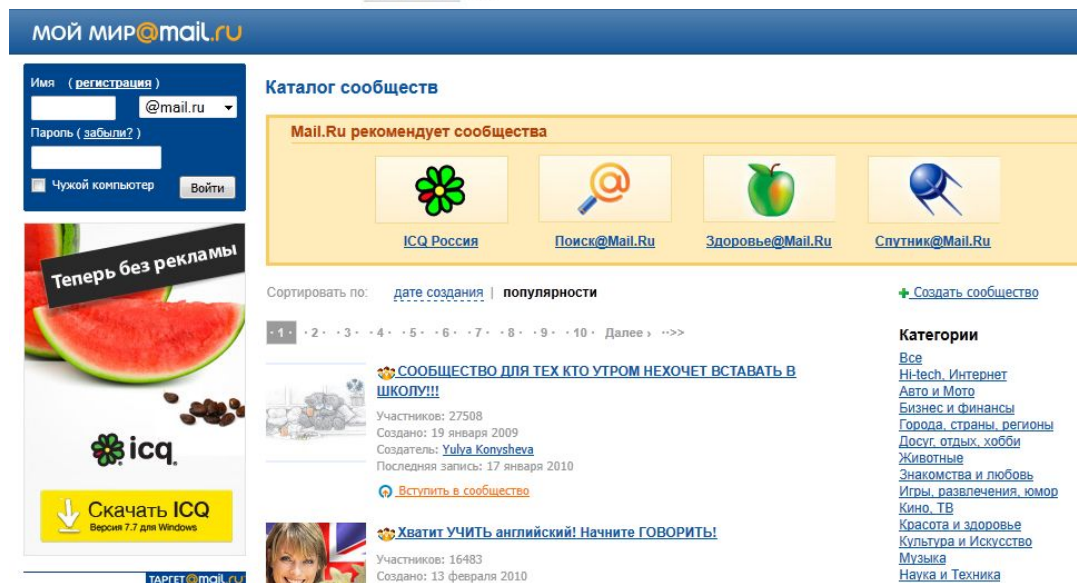 мой мир@mail.ru
Имя ( регистрация )
@mail.ru
Пароль ( забыли? )
Чужой компьютер
Войти
Теперь без рекламы
icq
Скачать ICQ
Версия 7.7 для Windows
ТАРГЕТ@mail.ru
Каталог сообществ
Mail.Ru рекомендует сообщества
ICQ Россия
Поиск@Mail.Ru
Здоровье@Mail.Ru
Спутник@Mail.Ru
Сортировать по: дате создания | популярности
· 1 · · 2 · · 3 · · 4 · · 5 · · 6 · · 7 · · 8 · · 9 · · 10 · Далее › ··>>
СООБЩЕСТВО ДЛЯ ТЕХ КТО УТРОМ НЕХОЧЕТ ВСТАВАТЬ В
ШКОЛУ!!!
Участников: 27508
Создано: 19 января 2009
Создатель: Yulya Konysheva
Последняя запись: 17 января 2010
Вступить в сообщество
Хватит УЧИТЬ английский! Начните ГОВОРИТЬ!
Участников: 16483
Создано: 13 февраля 2010
Создать сообщество
Категории
Все
Hi-tech, Интернет
Авто и Мото
Бизнес и финансы
Города, страны, регионы
Досуг, отдых, хобби
Животные
Знакомства и любовь
Игры, развлечения, юмор
Кино, ТВ
Красота и здоровье
Культура и Искусство
Музыка
Наука и Техника